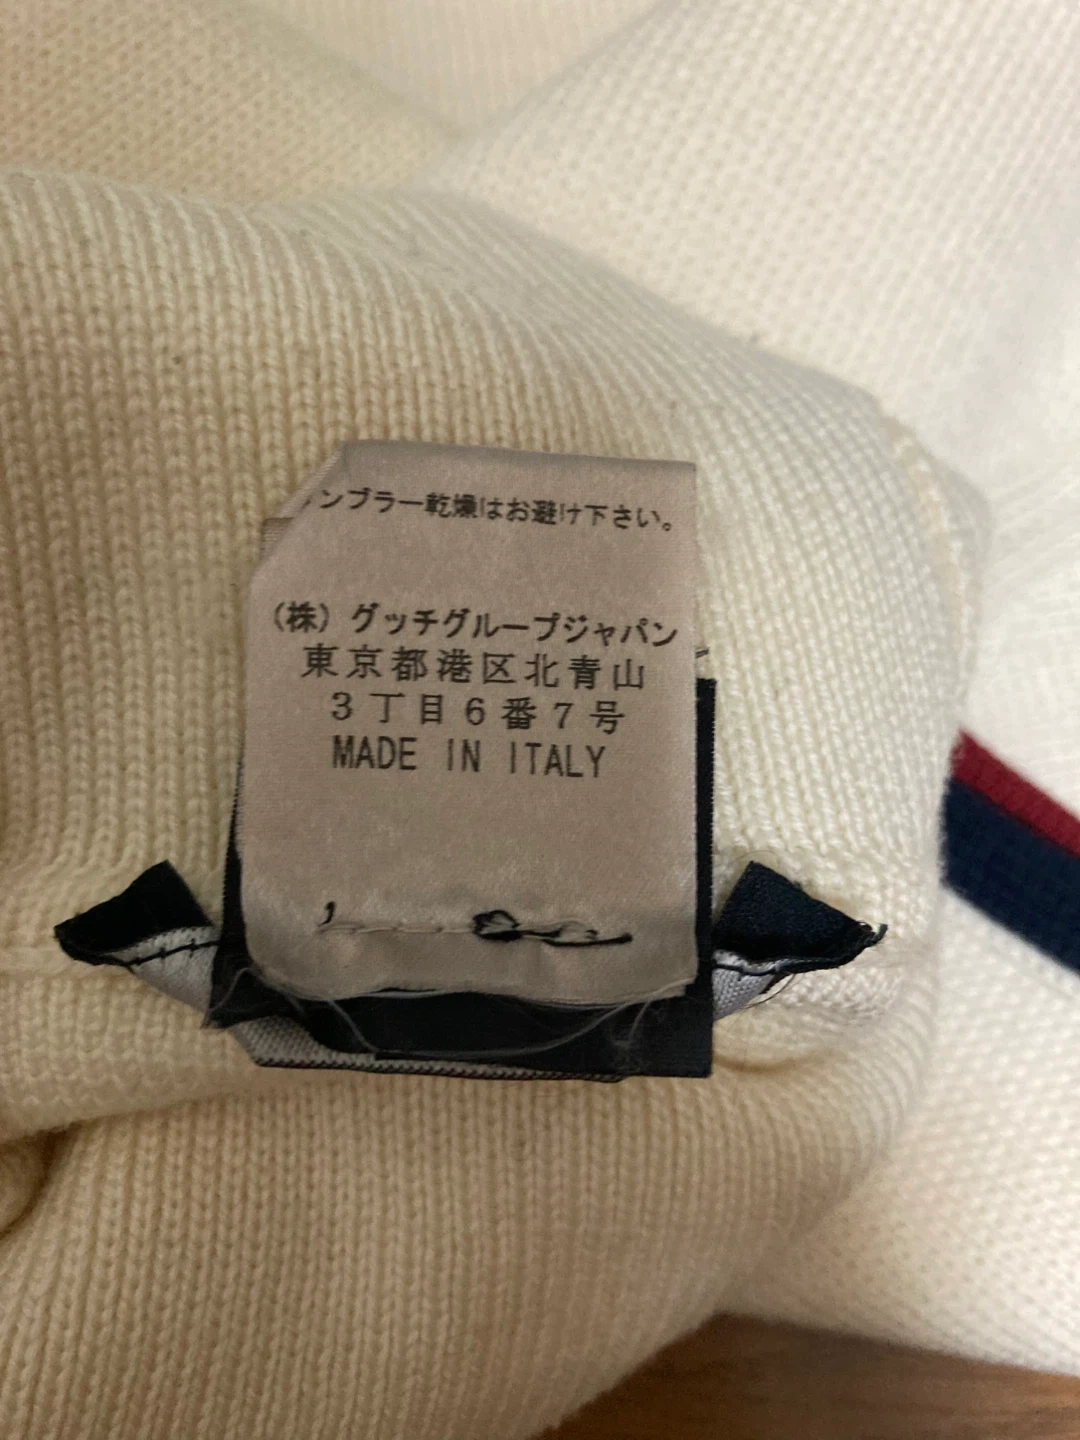 ンブラー乾燥はお避け下さい。
（株）グッチグループジャパン
東京都港区北青山
３丁目６番７号
MADE IN ITALY